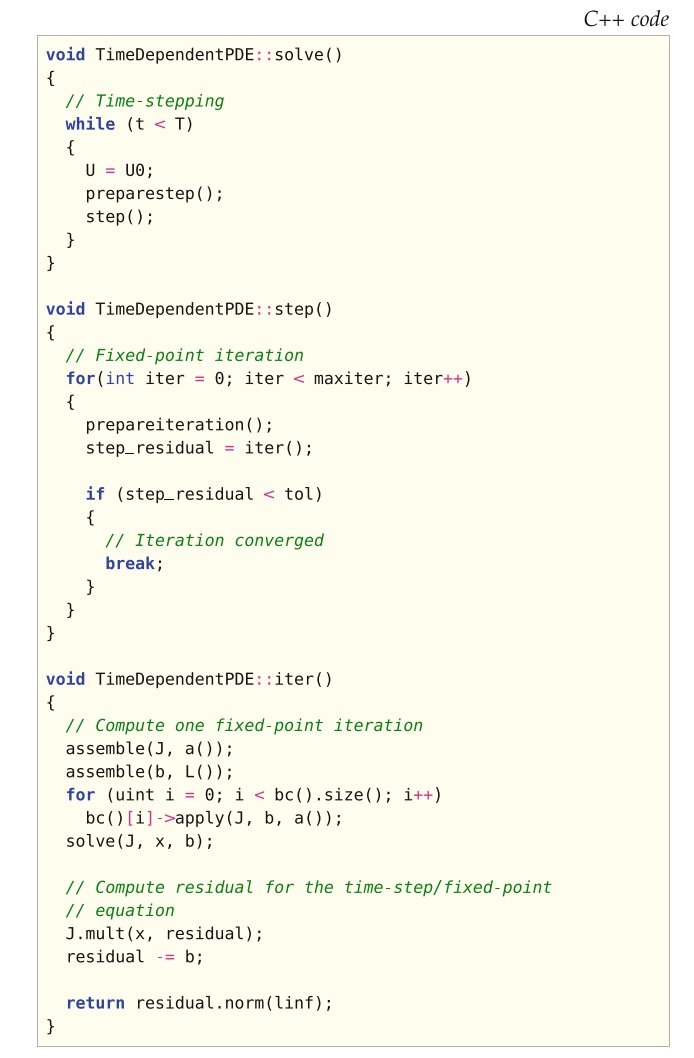 C++ code
void TimeDependentPDE::solve()
{
  // Time-stepping
  while (t < T)
  {
    U = U0;
    preparestep();
    step();
  }
}

void TimeDependentPDE::step()
{
  // Fixed-point iteration
  for(int iter = 0; iter < maxiter; iter++)
  {
    prepareiteration();
    step_residual = iter();

    if (step_residual < tol)
    {
      // Iteration converged
      break;
    }
  }
}

void TimeDependentPDE::iter()
{
  // Compute one fixed-point iteration
  assemble(J, a());
  assemble(b, L());
  for (uint i = 0; i < bc().size(); i++)
    bc()[i]->apply(J, b, a());
  solve(J, x, b);

  // Compute residual for the time-step/fixed-point
  // equation
  J.mult(x, residual);
  residual -= b;

  return residual.norm(linf);
}